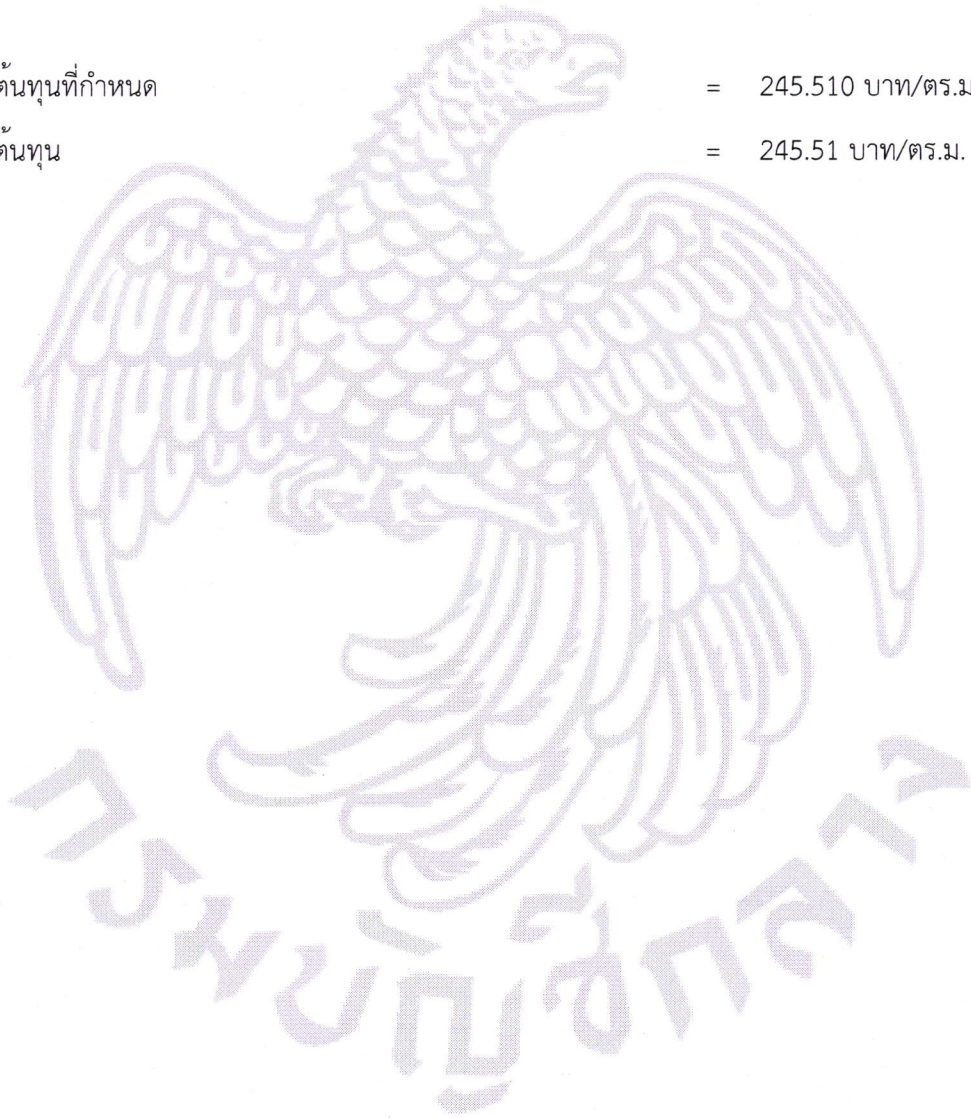 ต้นทุนที่กำหนด = 245.510 บาท/ตร.ม
ต้นทุน = 245.51 บาท/ตร.ม.
กรมบัญชีกลาง